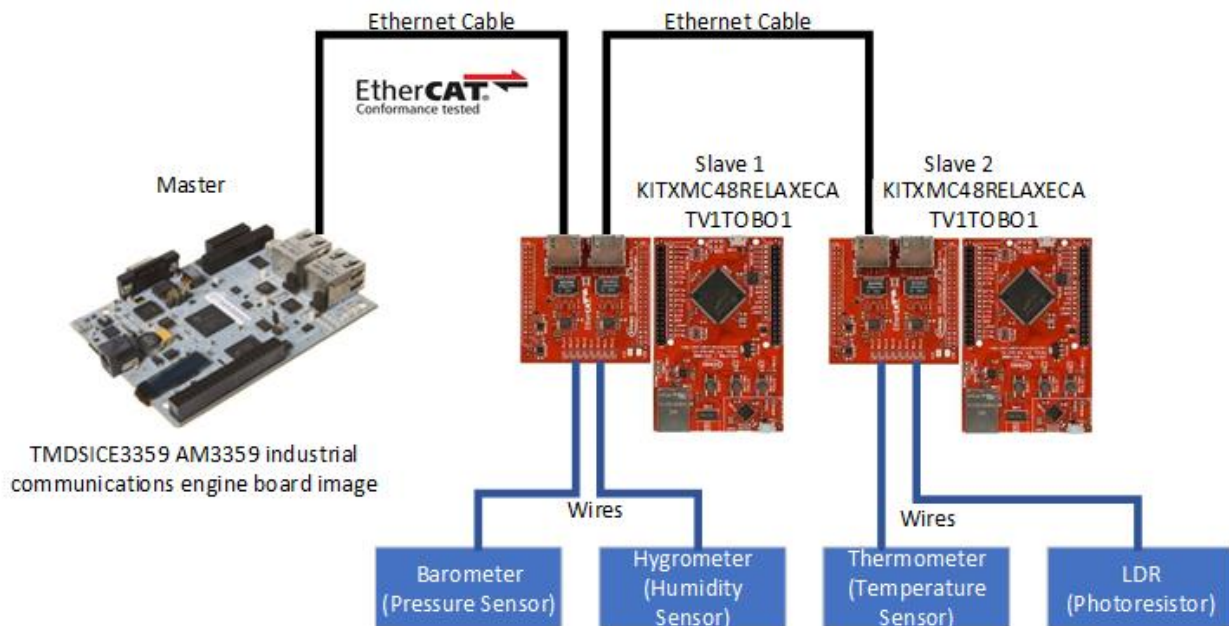 Ethernet Cable
Ethernet Cable
EtherCAT®
Conformance tested
Master
Slave 1
KITXMC48RELAXECA
TV1TOBO1
Slave 2
KITXMC48RELAXECA
TV1TOBO1
TMDSICE3359 AM3359 industrial
communications engine board image
Wires
Wires
Barometer
(Pressure Sensor)
Hygrometer
(Humidity
Sensor)
Thermometer
(Temperature
Sensor)
LDR
(Photoresistor)